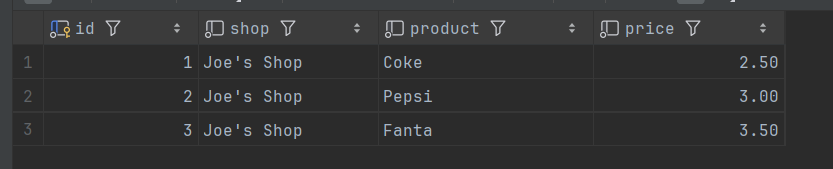 id shop product price
1 1 Joe's Shop Coke 2.50
2 2 Joe's Shop Pepsi 3.00
3 3 Joe's Shop Fanta 3.50